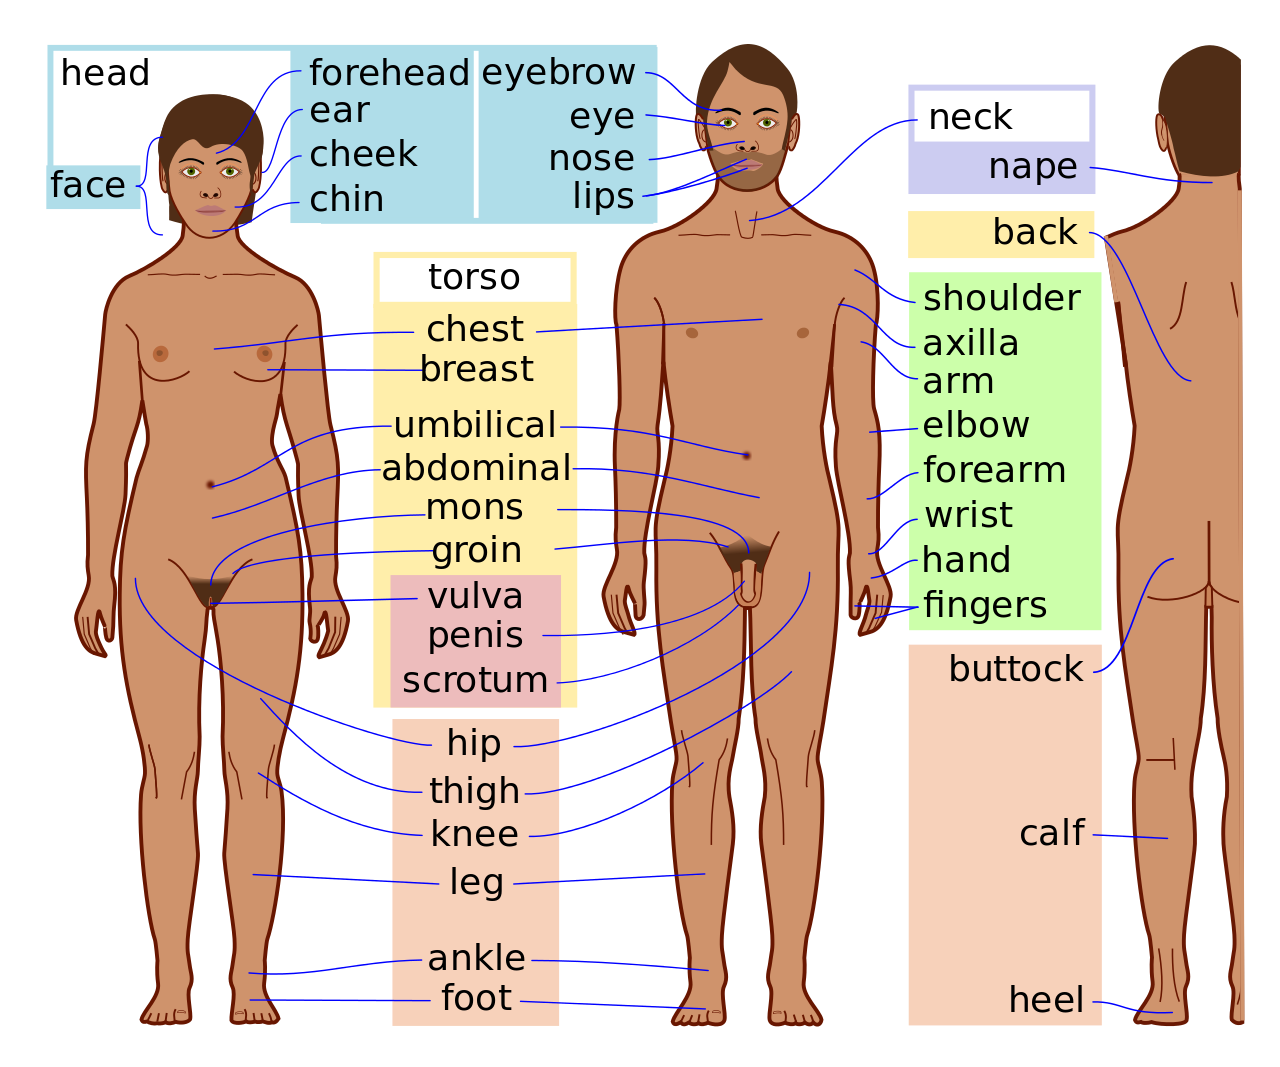 head
face
forehead
ear
cheek
chin
eyebrow
eye
nose
lips
neck
nape
back
torso
chest
breast
umbilical
abdominal
mons
groin
vulva
penis
scrotum
hip
thigh
knee
leg
ankle
foot
shoulder
axilla
arm
elbow
forearm
wrist
hand
fingers
buttock
calf
heel